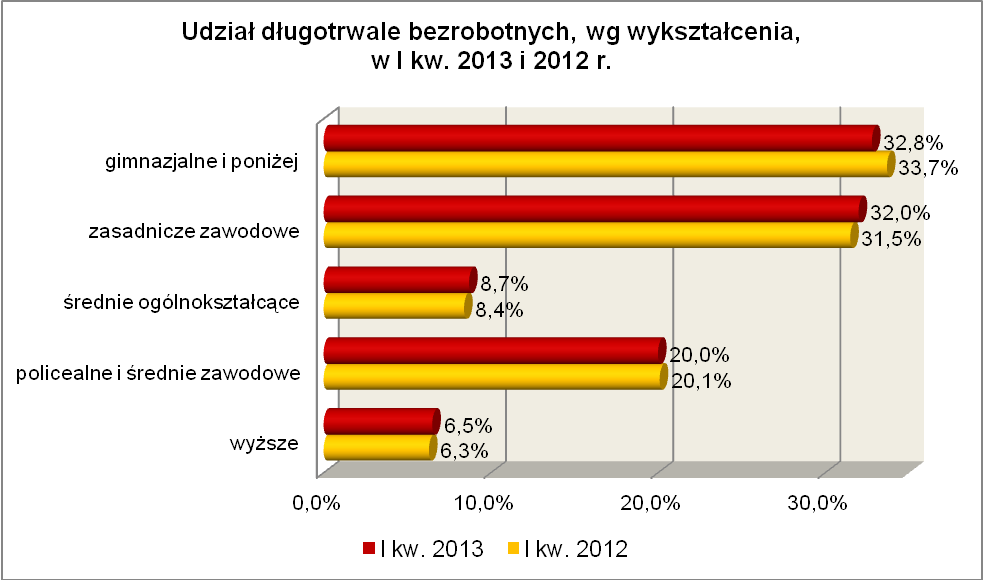 Udział długotrwale bezrobotnych, wg wykształcenia,
w I kw. 2013 i 2012 r.
gimnazjalne i poniżej
32,8%
33,7%
zasadnicze zawodowe
32,0%
31,5%
średnie ogólnokształcące
8,7%
8,4%
policealne i średnie zawodowe
20,0%
20,1%
wyższe
6,5%
6,3%
0,0% 10,0% 20,0% 30,0%
I kw. 2013 I kw. 2012